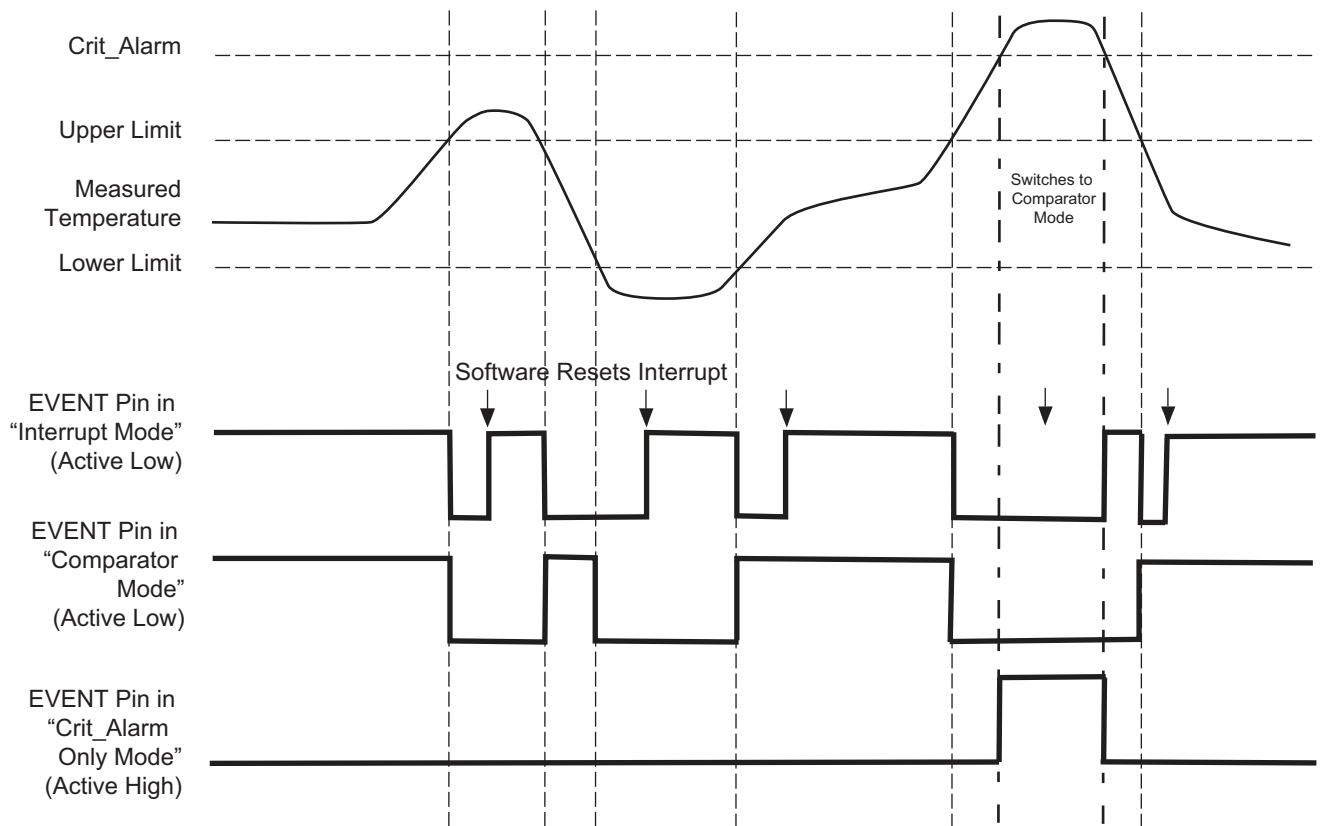 Crit_Alarm
Upper Limit
Measured
Temperature
Lower Limit
Switches to
Comparator
Mode
Software Resets Interrupt
EVENT Pin in
“Interrupt Mode”
(Active Low)
EVENT Pin in
“Comparator
Mode”
(Active Low)
EVENT Pin in
“Crit_Alarm
Only Mode”
(Active High)